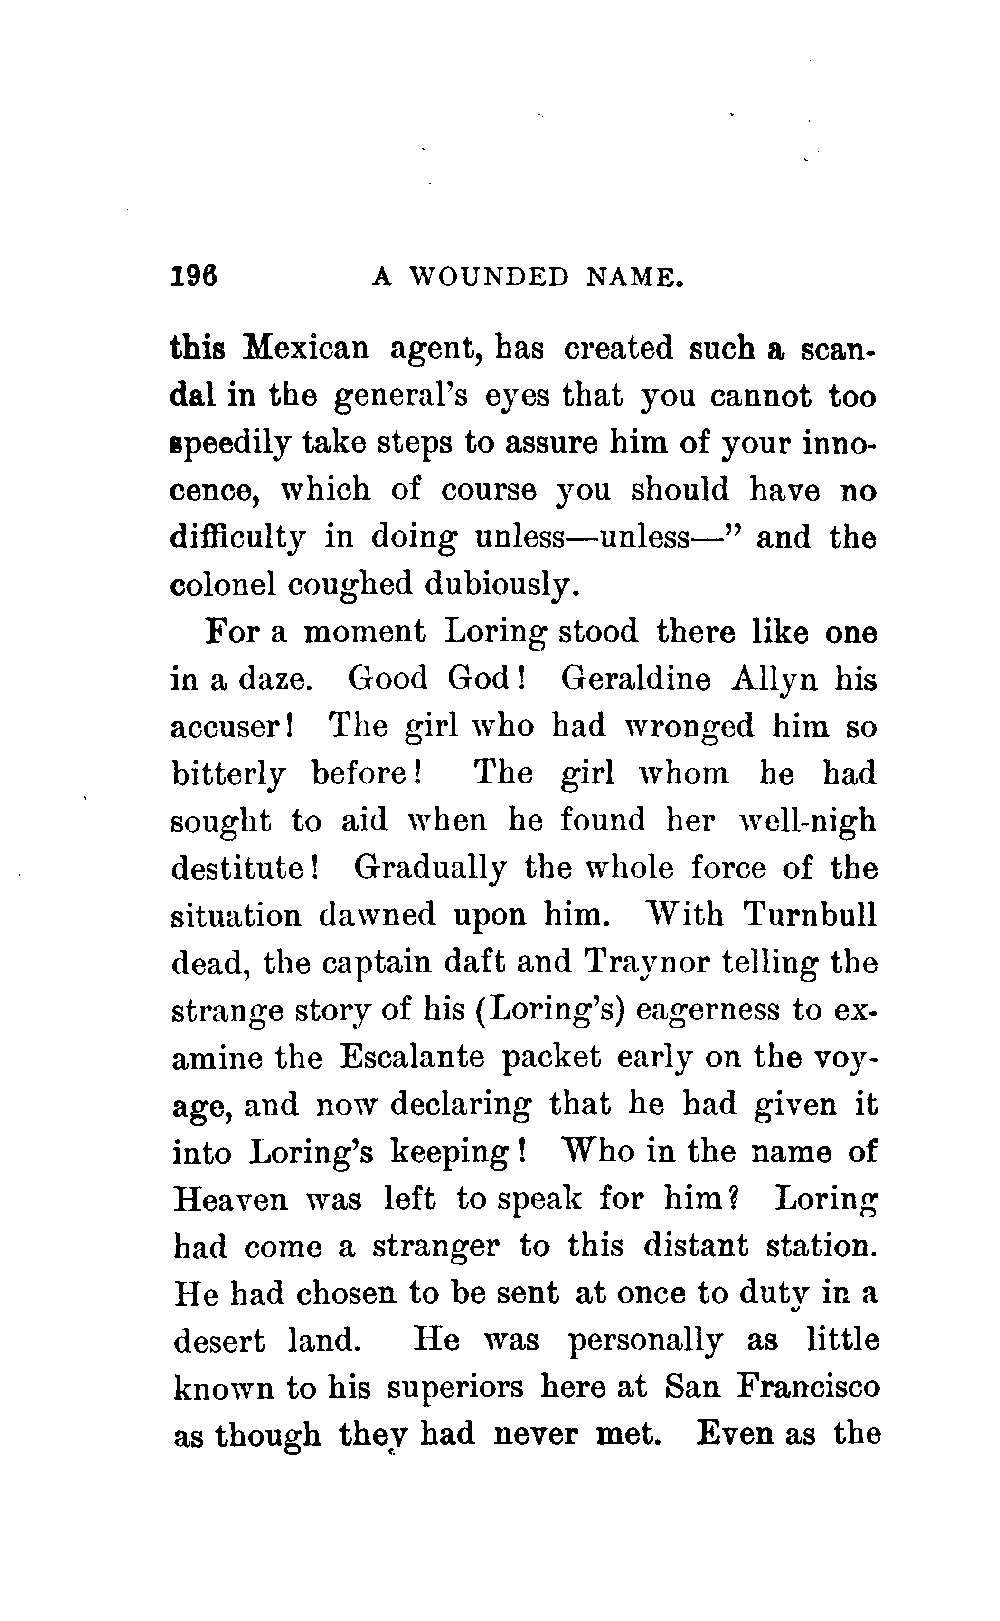 196 A WOUNDED NAME.
this Mexican agent, has created such a scan-
dal in the general's eyes that you cannot too
speedily take steps to assure him of your inno-
cence, which of course you should have no
difficulty in doing unless—unless—” and the
colonel coughed dubiously.
For a moment Loring stood there like one
in a daze. Good God! Geraldine Allyn his
accuser! The girl who had wronged him so
bitterly before! The girl whom he had
sought to aid when he found her well-nigh
destitute! Gradually the whole force of the
situation dawned upon him. With Turnbull
dead, the captain daft and Traynor telling the
strange story of his (Loring's) eagerness to ex-
amine the Escalante packet early on the voy-
age, and now declaring that he had given it
into Loring's keeping! Who in the name of
Heaven was left to speak for him? Loring
had come a stranger to this distant station.
He had chosen to be sent at once to duty in a
desert land. He was personally as little
known to his superiors here at San Francisco
as though they had never met. Even as the